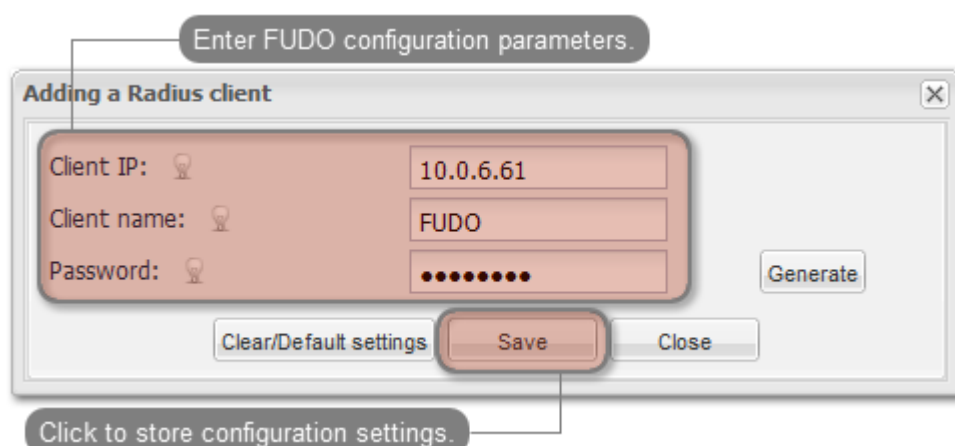 Enter FUDO configuration parameters.
Adding a Radius client
Client IP: 10.0.6.61
Client name: FUDO
Password: ••••••••
Generate
Clear/Default settings Save Close
Click to store configuration settings.